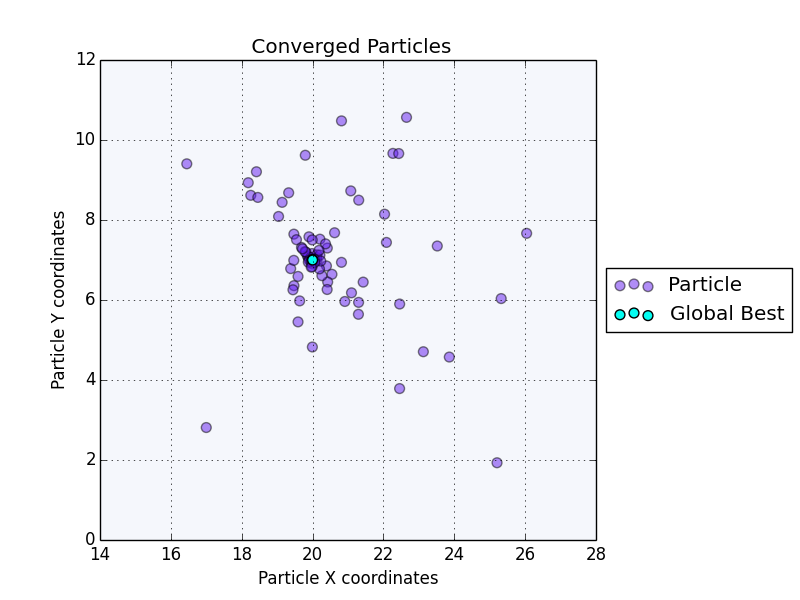 Converged Particles
12
10
8
6
4
2
0
14 16 18 20 22 24 26 28
Particle Y coordinates
Particle X coordinates
Particle
Global Best